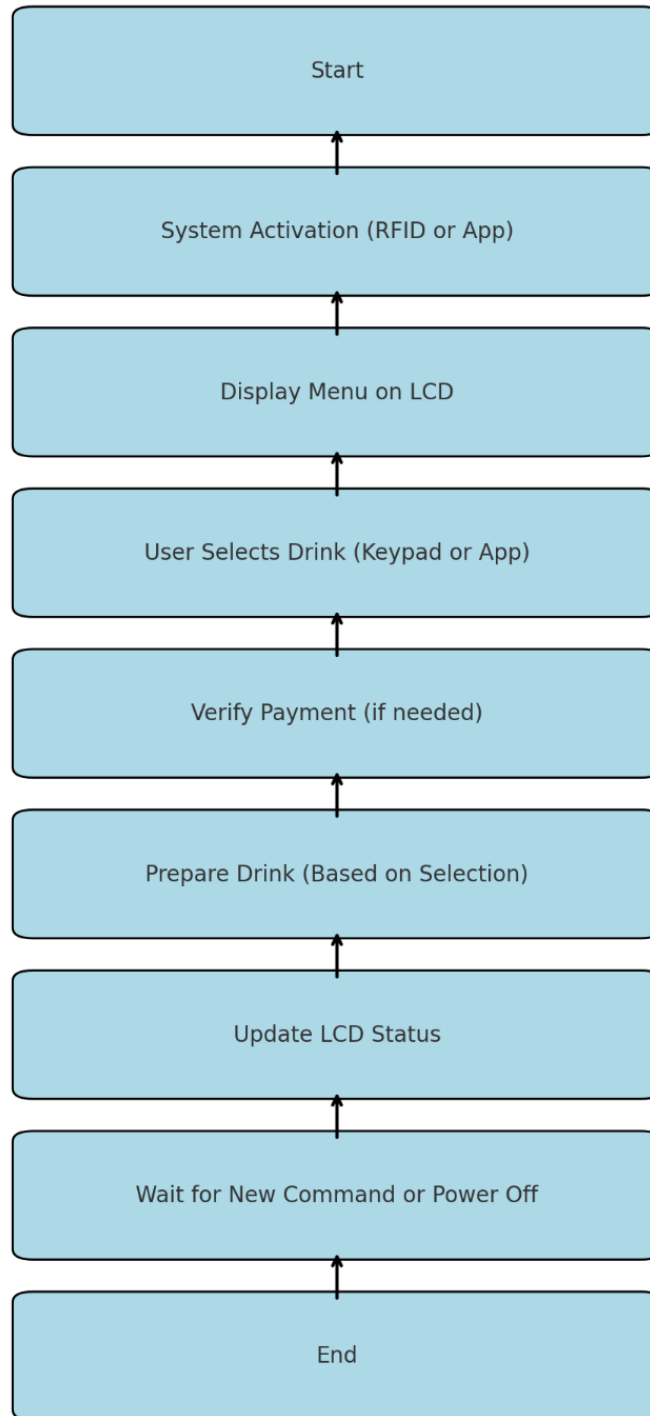 Start
System Activation (RFID or App)
Display Menu on LCD
User Selects Drink (Keypad or App)
Verify Payment (if needed)
Prepare Drink (Based on Selection)
Update LCD Status
Wait for New Command or Power Off
End